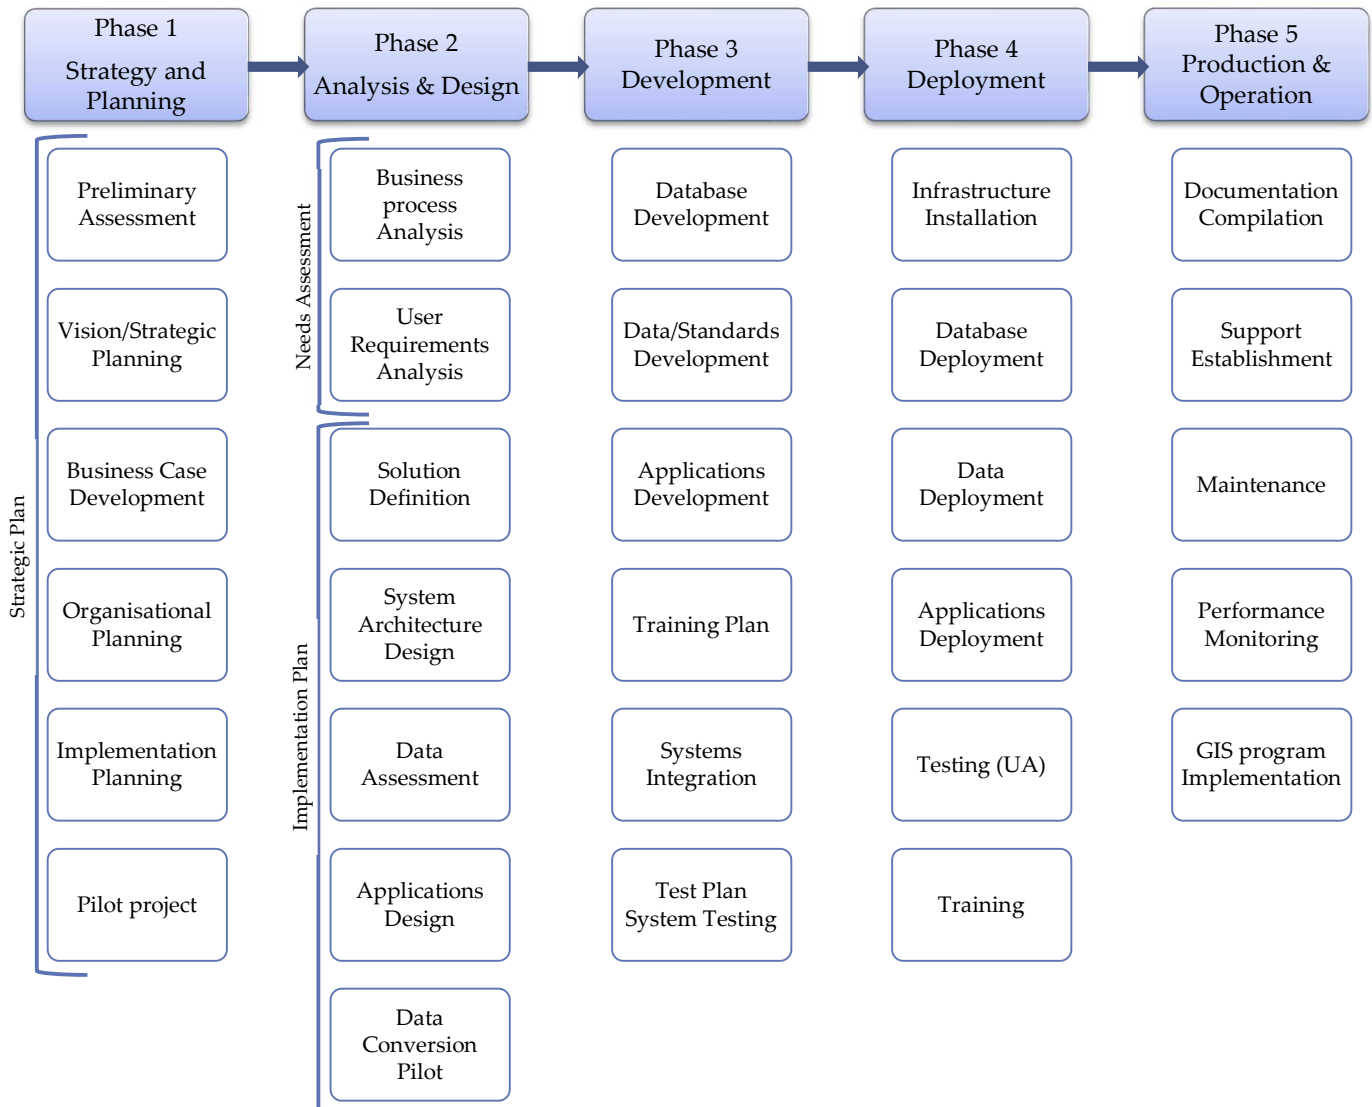 Phase 1
Strategy and
Planning
Phase 2
Analysis & Design
Phase 3
Development
Phase 4
Deployment
Phase 5
Production &
Operation
Strategic Plan
Preliminary
Assessment
Vision/Strategic
Planning
Business Case
Development
Organisational
Planning
Implementation
Planning
Pilot project
Needs Assessment
Business
process
Analysis
User
Requirements
Analysis
Implementation Plan
Solution
Definition
System
Architecture
Design
Data
Assessment
Applications
Design
Data
Conversion
Pilot
Database
Development
Data/Standards
Development
Applications
Development
Training Plan
Systems
Integration
Test Plan
System Testing
Infrastructure
Installation
Database
Deployment
Data
Deployment
Applications
Deployment
Testing (UA)
Training
Documentation
Compilation
Support
Establishment
Maintenance
Performance
Monitoring
GIS program
Implementation